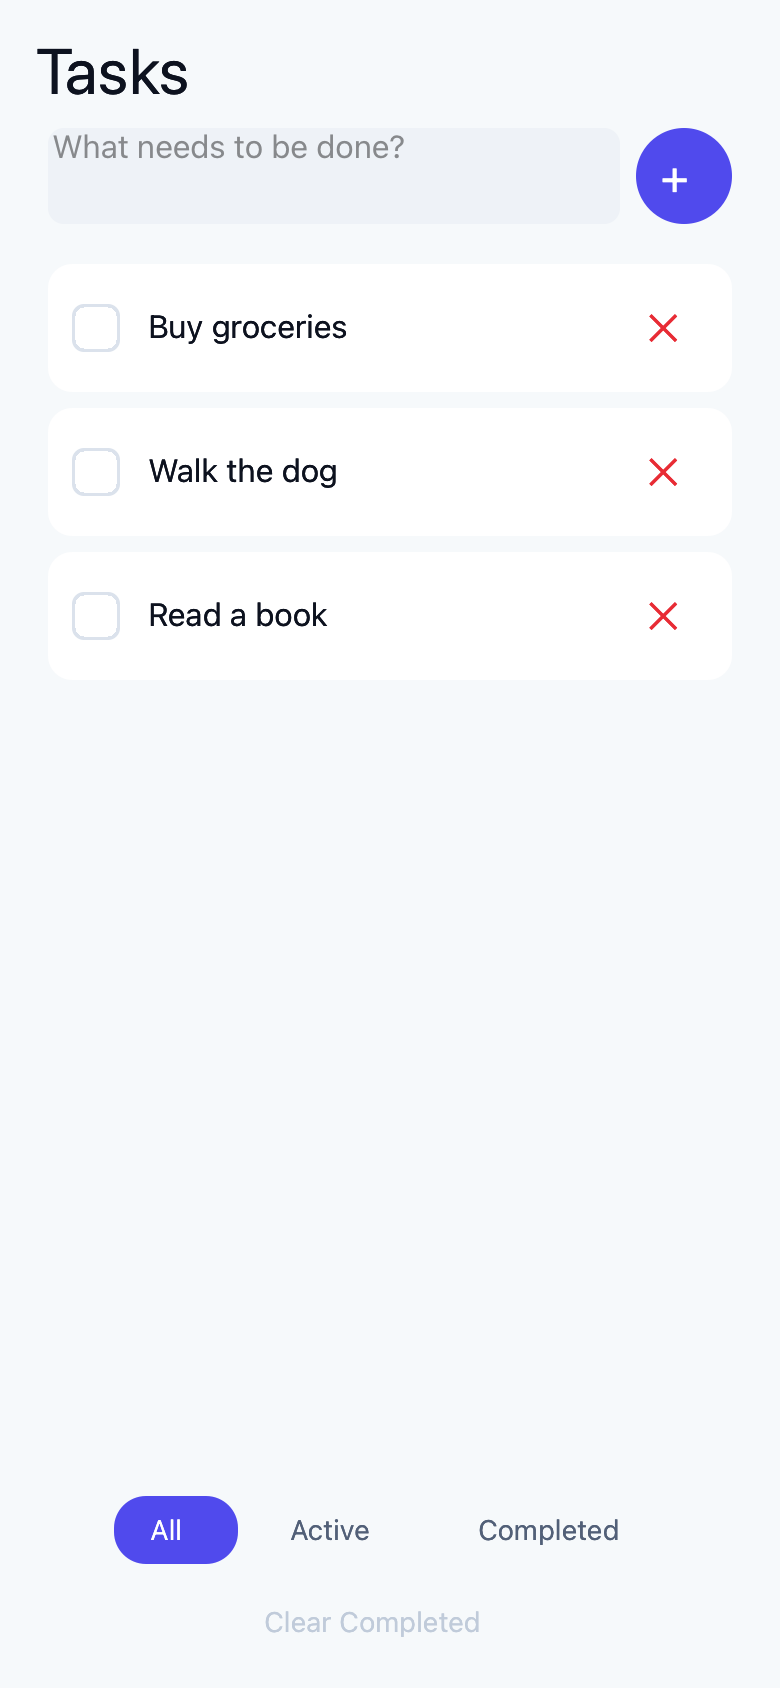 Tasks
What needs to be done?
+
Buy groceries
Walk the dog
Read a book
All
Active
Completed
Clear Completed